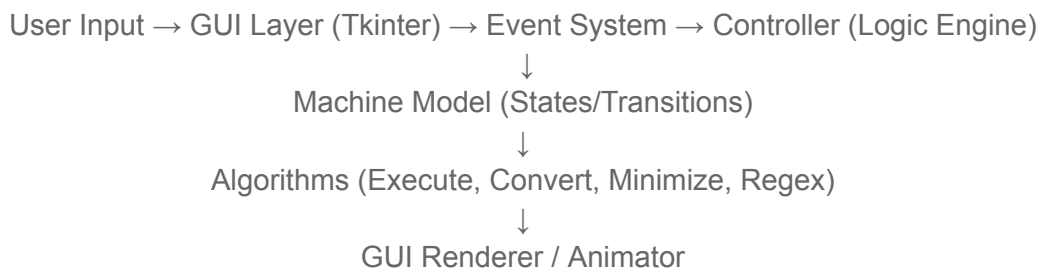 User Input → GUI Layer (Tkinter) → Event System → Controller (Logic Engine)
↓
Machine Model (States/Transitions)
↓
Algorithms (Execute, Convert, Minimize, Regex)
↓
GUI Renderer / Animator